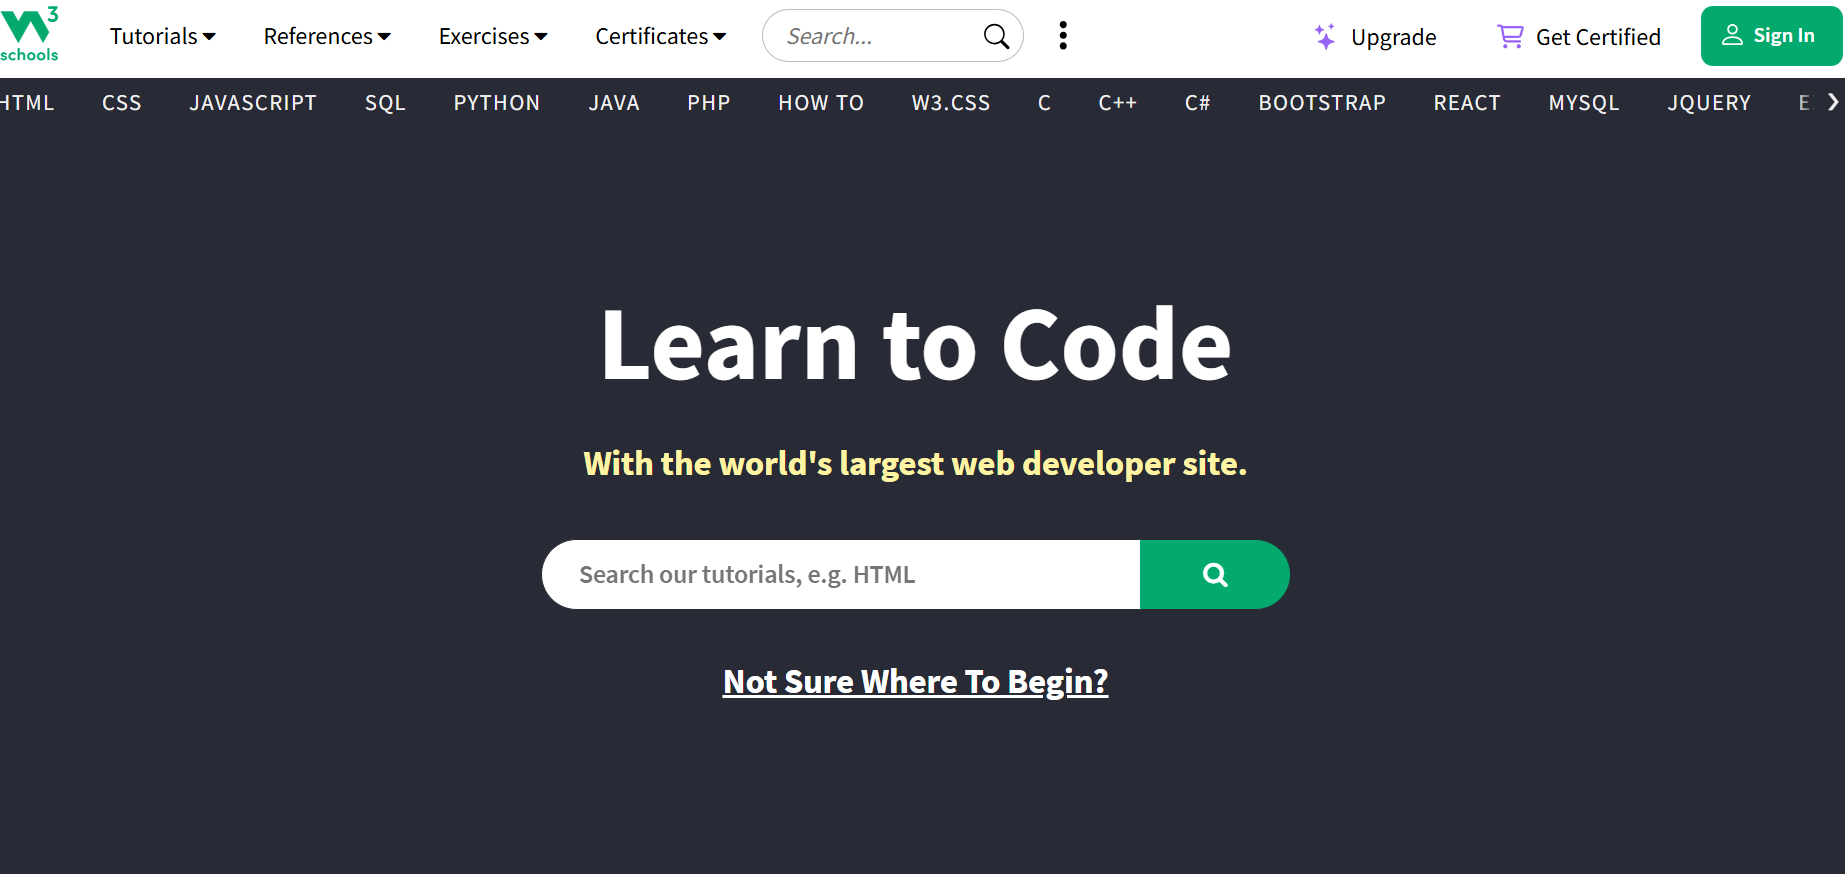 W3 schools
Tutorials References Exercises Certificates Search... Upgrade Get Certified Sign In
HTML CSS JAVASCRIPT SQL PYTHON JAVA PHP HOW TO W3.CSS C C++ C# BOOTSTRAP REACT MYSQL JQUERY
Learn to Code
With the world's largest web developer site.
Search our tutorials, e.g. HTML
Not Sure Where To Begin?